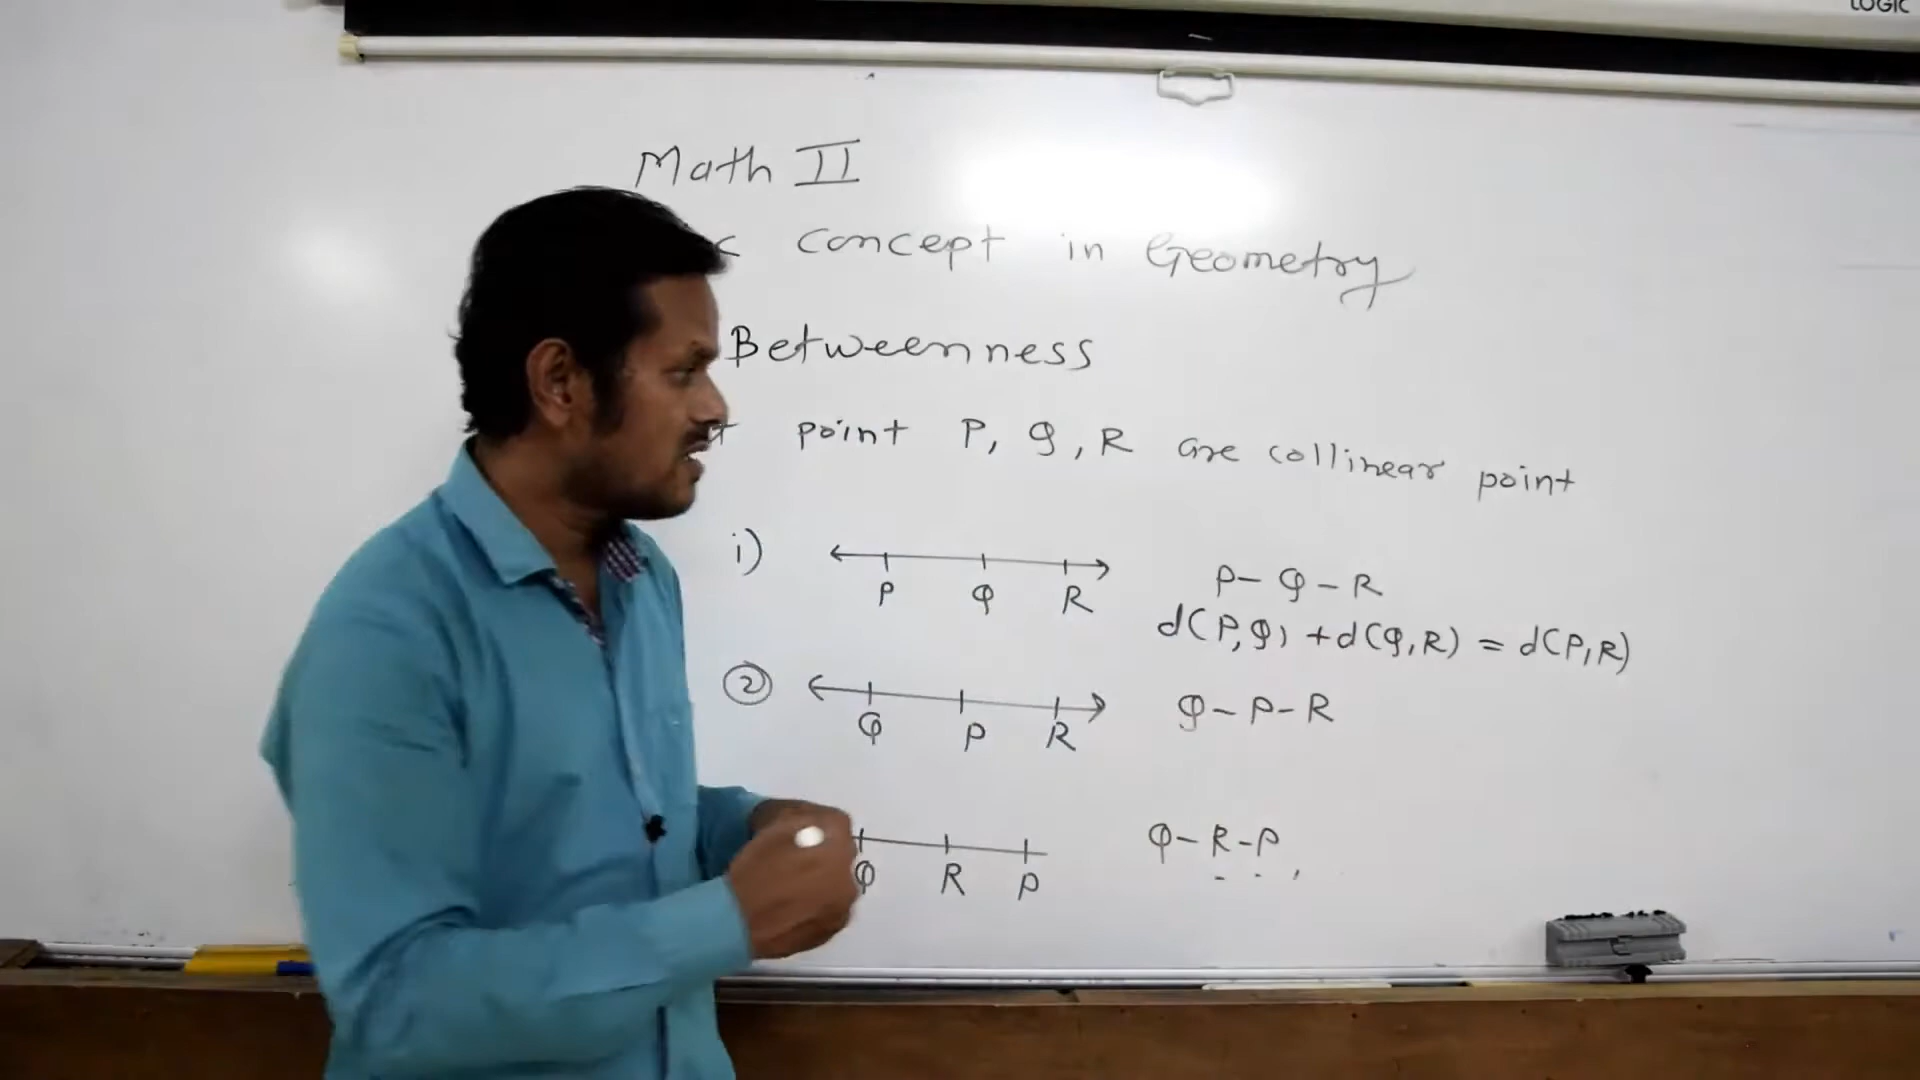 LOGIC
Math II
concept in Geometry
Betweenness
point P, Q, R are collinear point
i) P Q R P-Q-R
d(P,Q) + d(Q,R) = d(P,R)
② Q P R Q-P-R
Q R P Q-R-P